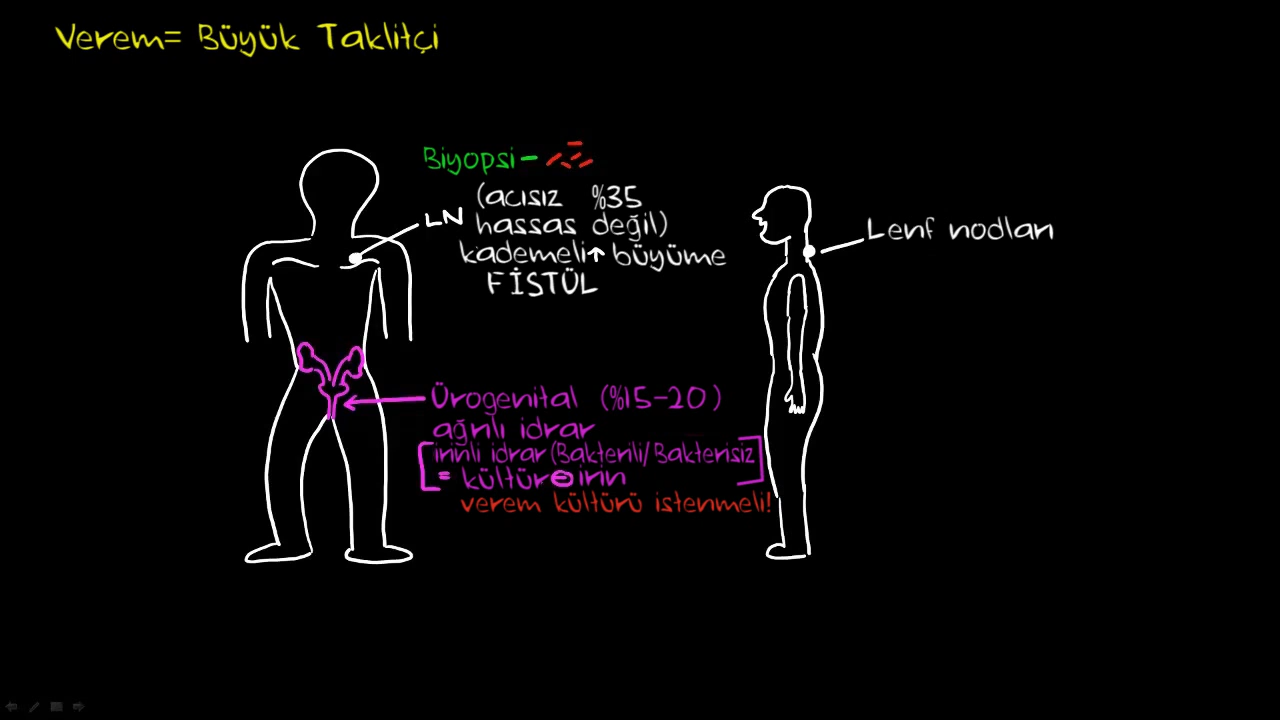 Verem= Büyük Taklitçi
Biyopsi-
LN
(acısız %35
hassas değil)
kademeli↑ büyüme
FİSTÜL
Lenf nodları
Ürogenital (%15-20)
ağrılı idrar
[irinli idrar (Bakterili/Bakterisiz
= kültür⊖irin]
verem kültürü istenmeli!